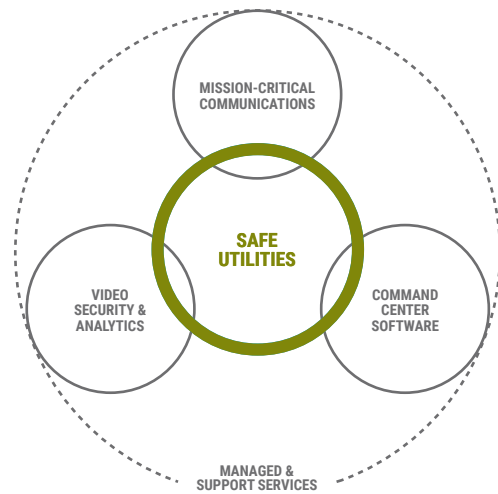 MISSION-CRITICAL
COMMUNICATIONS
SAFE
UTILITIES
VIDEO
SECURITY &
ANALYTICS
COMMAND
CENTER
SOFTWARE
MANAGED &
SUPPORT SERVICES